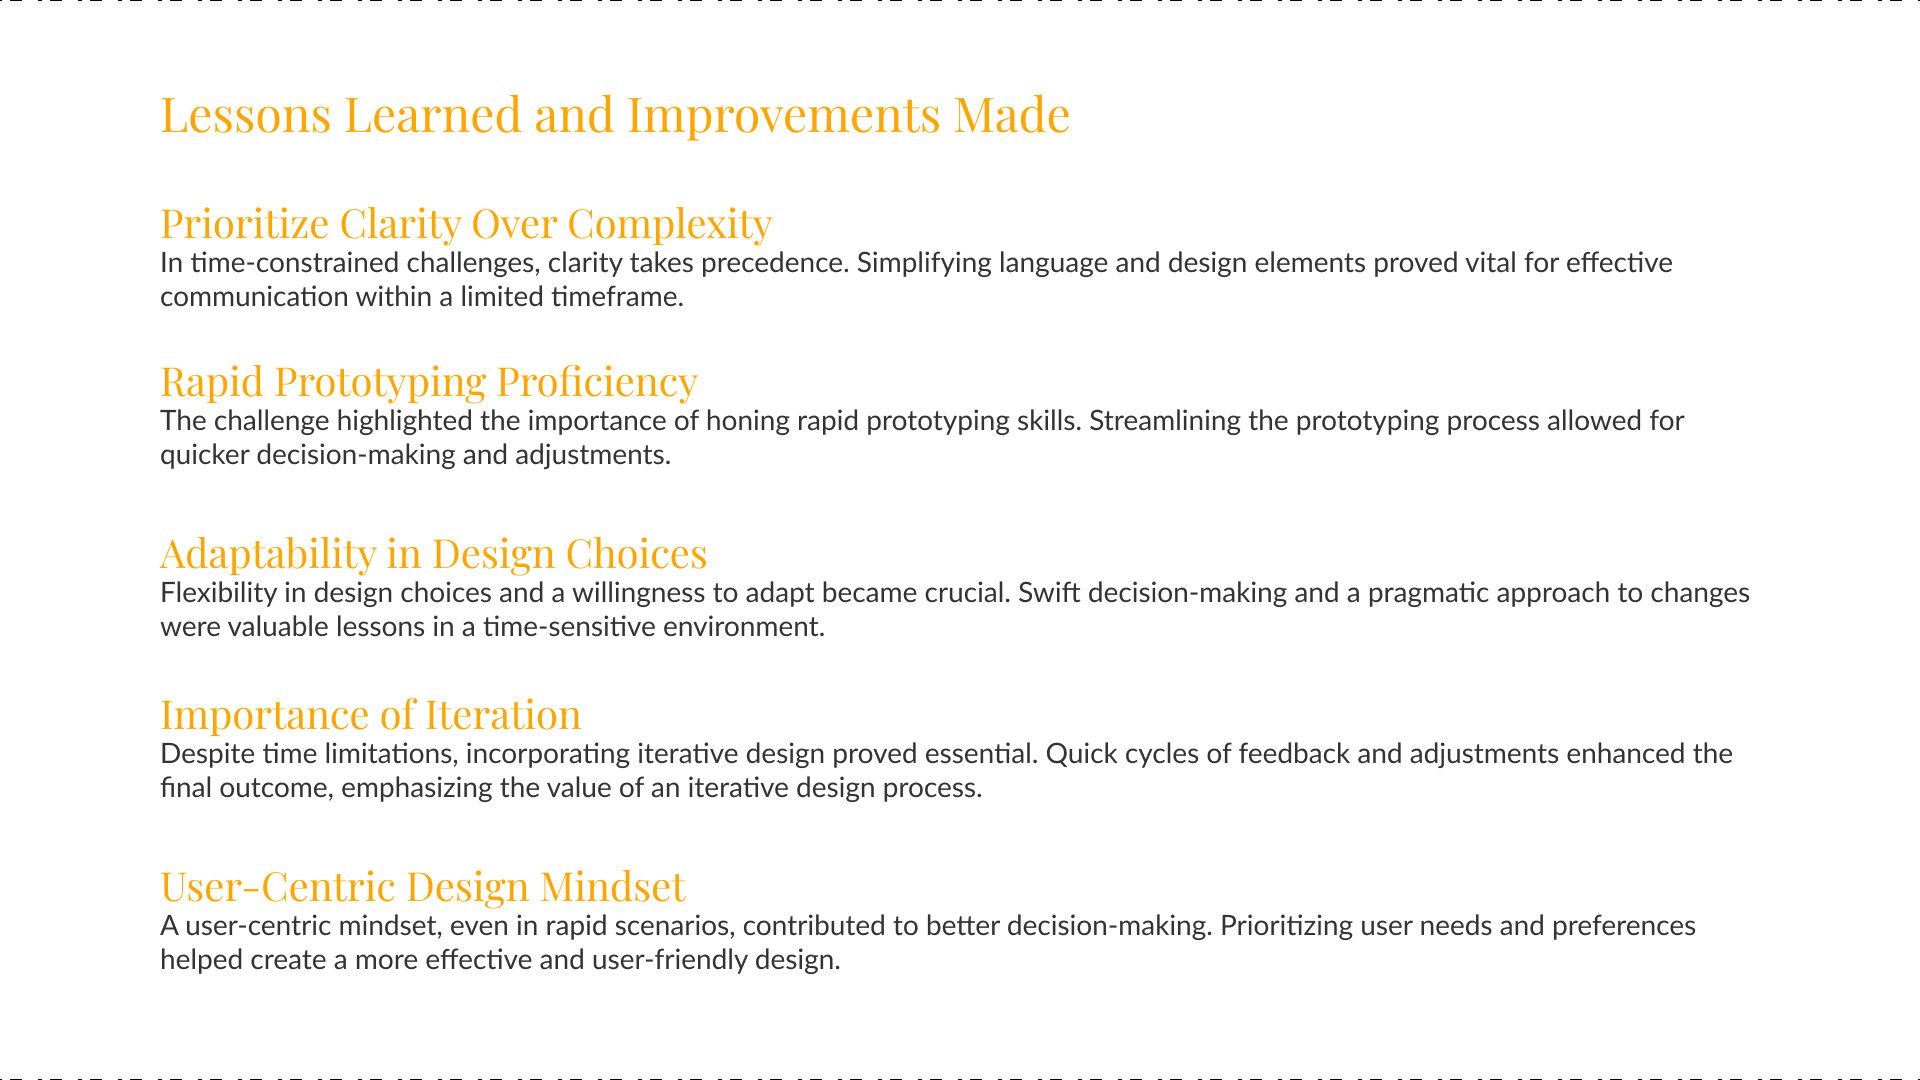 Lessons Learned and Improvements Made
Prioritize Clarity Over Complexity
In time-constrained challenges, clarity takes precedence. Simplifying language and design elements proved vital for effective
communication within a limited timeframe.
Rapid Prototyping Proficiency
The challenge highlighted the importance of honing rapid prototyping skills. Streamlining the prototyping process allowed for
quicker decision-making and adjustments.
Adaptability in Design Choices
Flexibility in design choices and a willingness to adapt became crucial. Swift decision-making and a pragmatic approach to changes
were valuable lessons in a time-sensitive environment.
Importance of Iteration
Despite time limitations, incorporating iterative design proved essential. Quick cycles of feedback and adjustments enhanced the
final outcome, emphasizing the value of an iterative design process.
User-Centric Design Mindset
A user-centric mindset, even in rapid scenarios, contributed to better decision-making. Prioritizing user needs and preferences
helped create a more effective and user-friendly design.